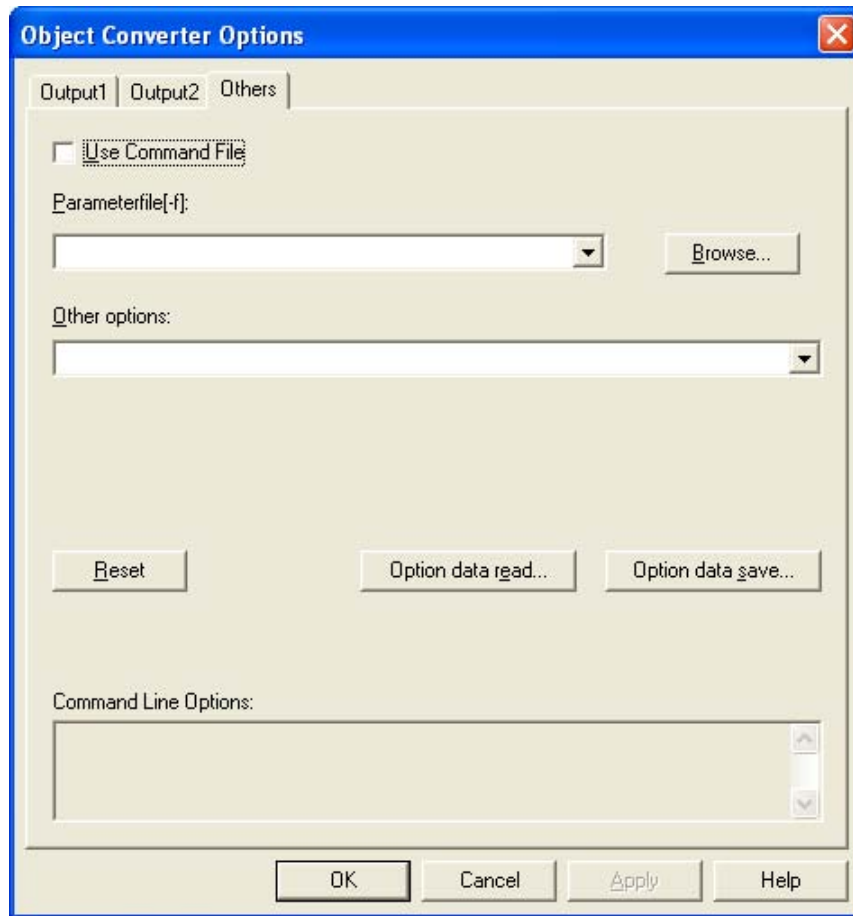 Object Converter Options
Output1 Output2 Others
Use Command File
Parameterfile[-f]:
Browse...
Other options:
Reset Option data read... Option data save...
Command Line Options:
OK Cancel Apply Help